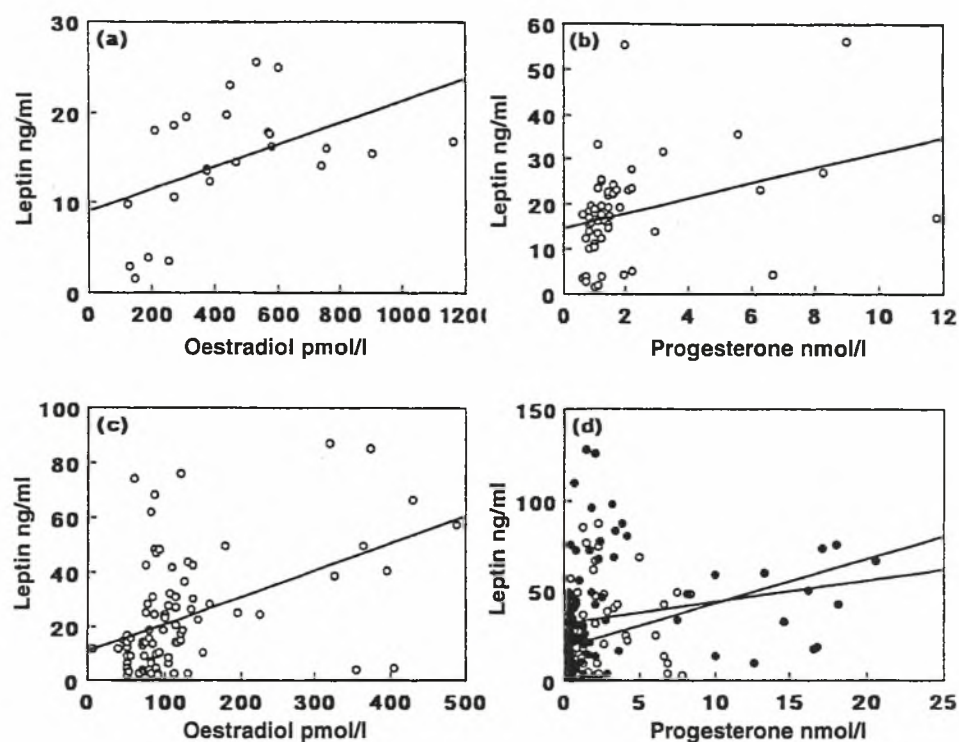 (a)
Leptin ng/ml
30
20
10
0
0 200 400 600 800 1000 120(
Oestradiol pmol/l
(b)
Leptin ng/ml
60
50
40
30
20
10
0
0 2 4 6 8 10 12
Progesterone nmol/l
(c)
Leptin ng/ml
100
80
60
40
20
0
0 100 200 300 400 500
Oestradiol pmol/l
(d)
Leptin ng/ml
150
100
50
0
0 5 10 15 20 25
Progesterone nmol/l